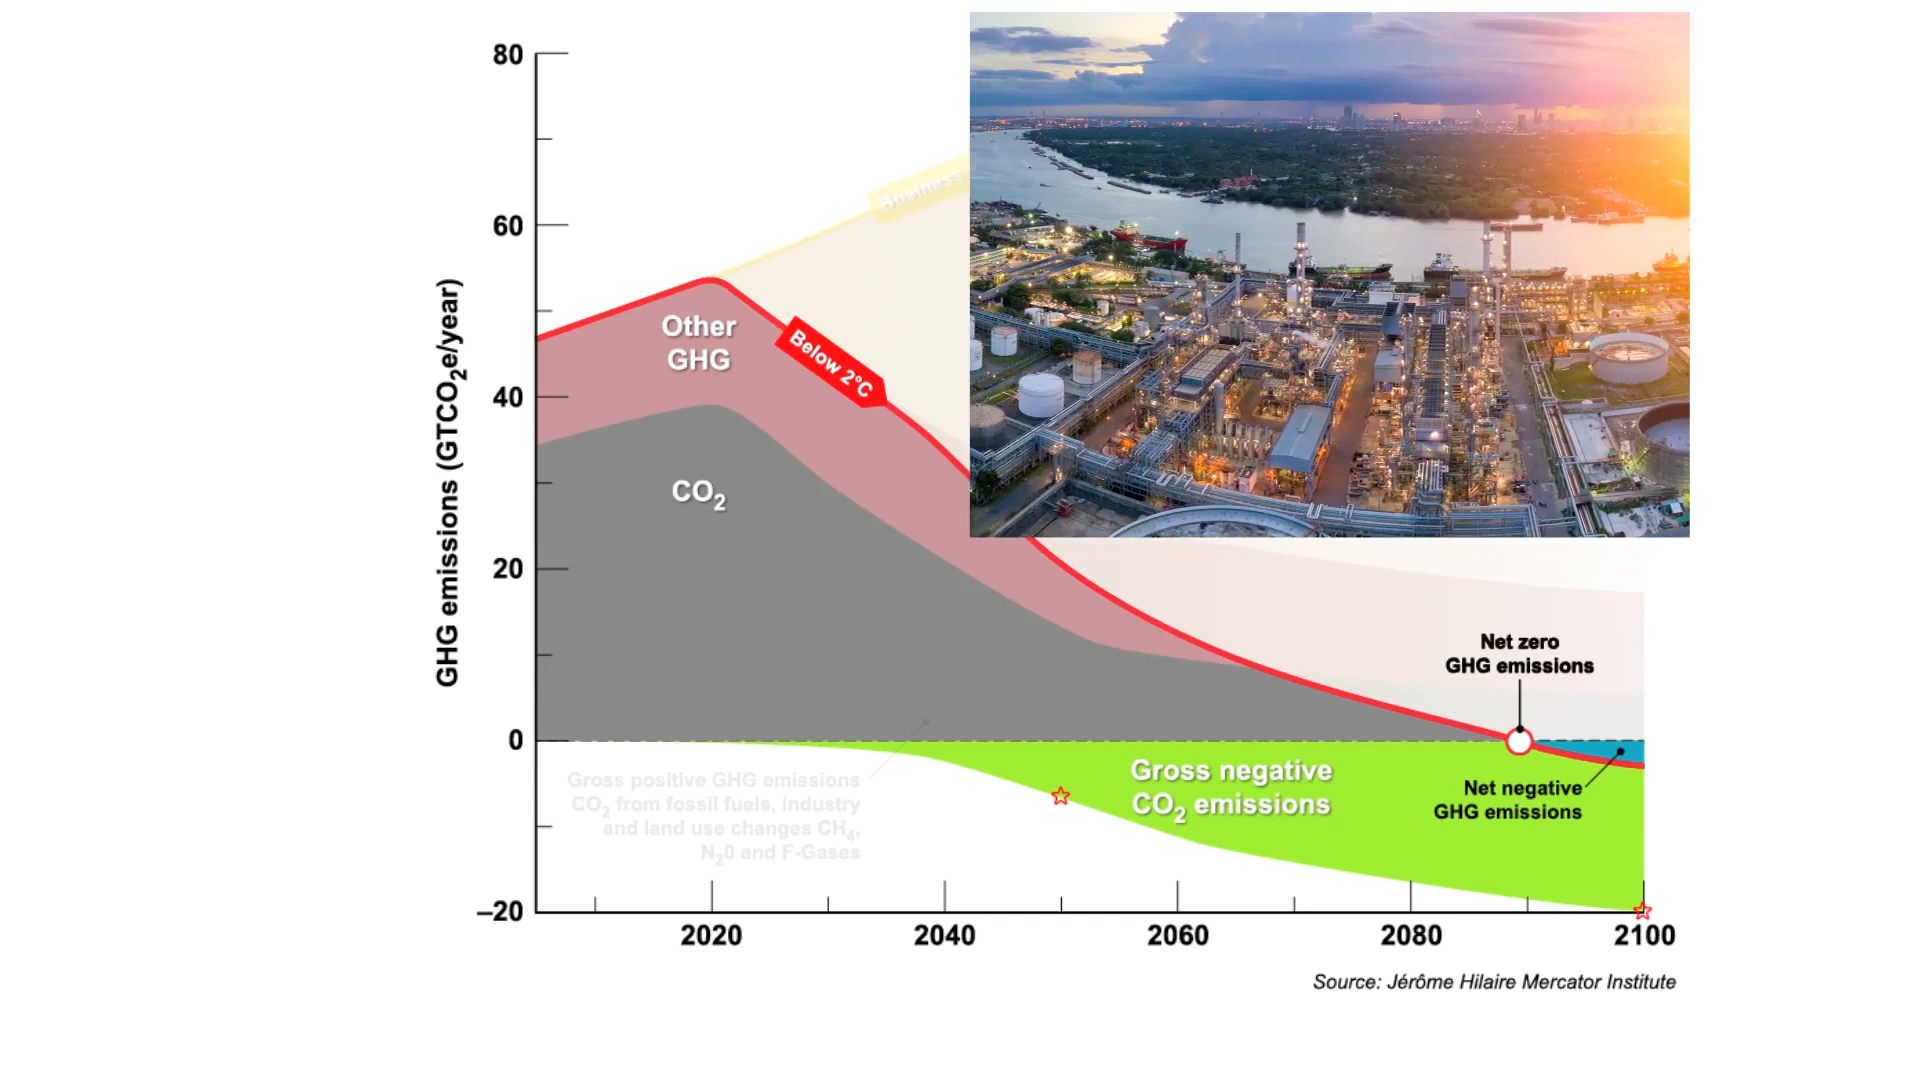 80
60
40
20
0
–20
GHG emissions (GTCO₂e/year)
Business
Other
GHG
Below 2°C
CO₂
Net zero
GHG emissions
Gross negative
CO₂ emissions
Net negative
GHG emissions
Gross positive GHG emissions
CO₂ from fossil fuels, industry
and land use changes CH₄,
N₂0 and F-Gases
2020
2040
2060
2080
2100
Source: Jérôme Hilaire Mercator Institute